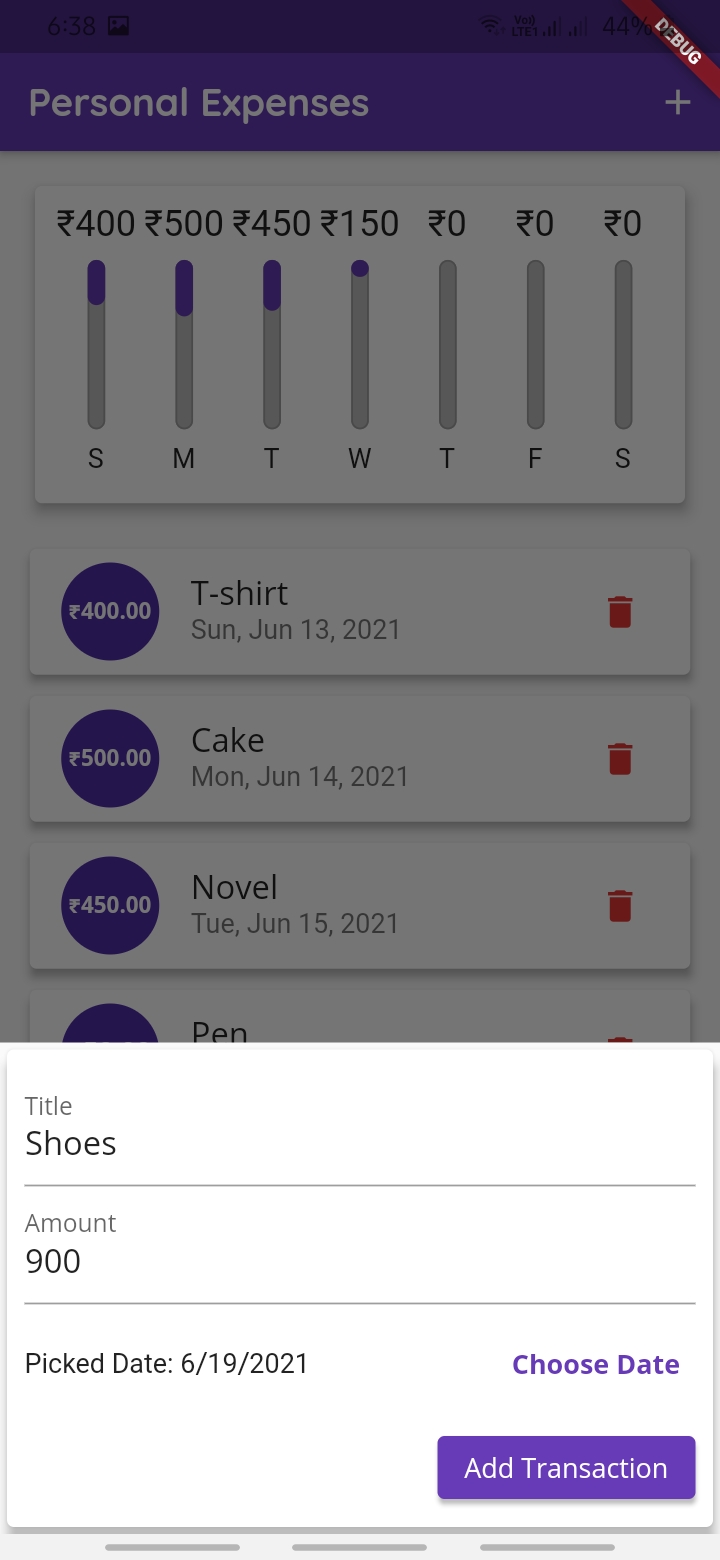 6:38 Vo) LTE1 44%
DEBUG
Personal Expenses +
₹400 ₹500 ₹450 ₹150 ₹0 ₹0 ₹0
S M T W T F S
₹400.00 T-shirt
Sun, Jun 13, 2021
₹500.00 Cake
Mon, Jun 14, 2021
₹450.00 Novel
Tue, Jun 15, 2021
Pen
Title
Shoes
Amount
900
Picked Date: 6/19/2021 Choose Date
Add Transaction